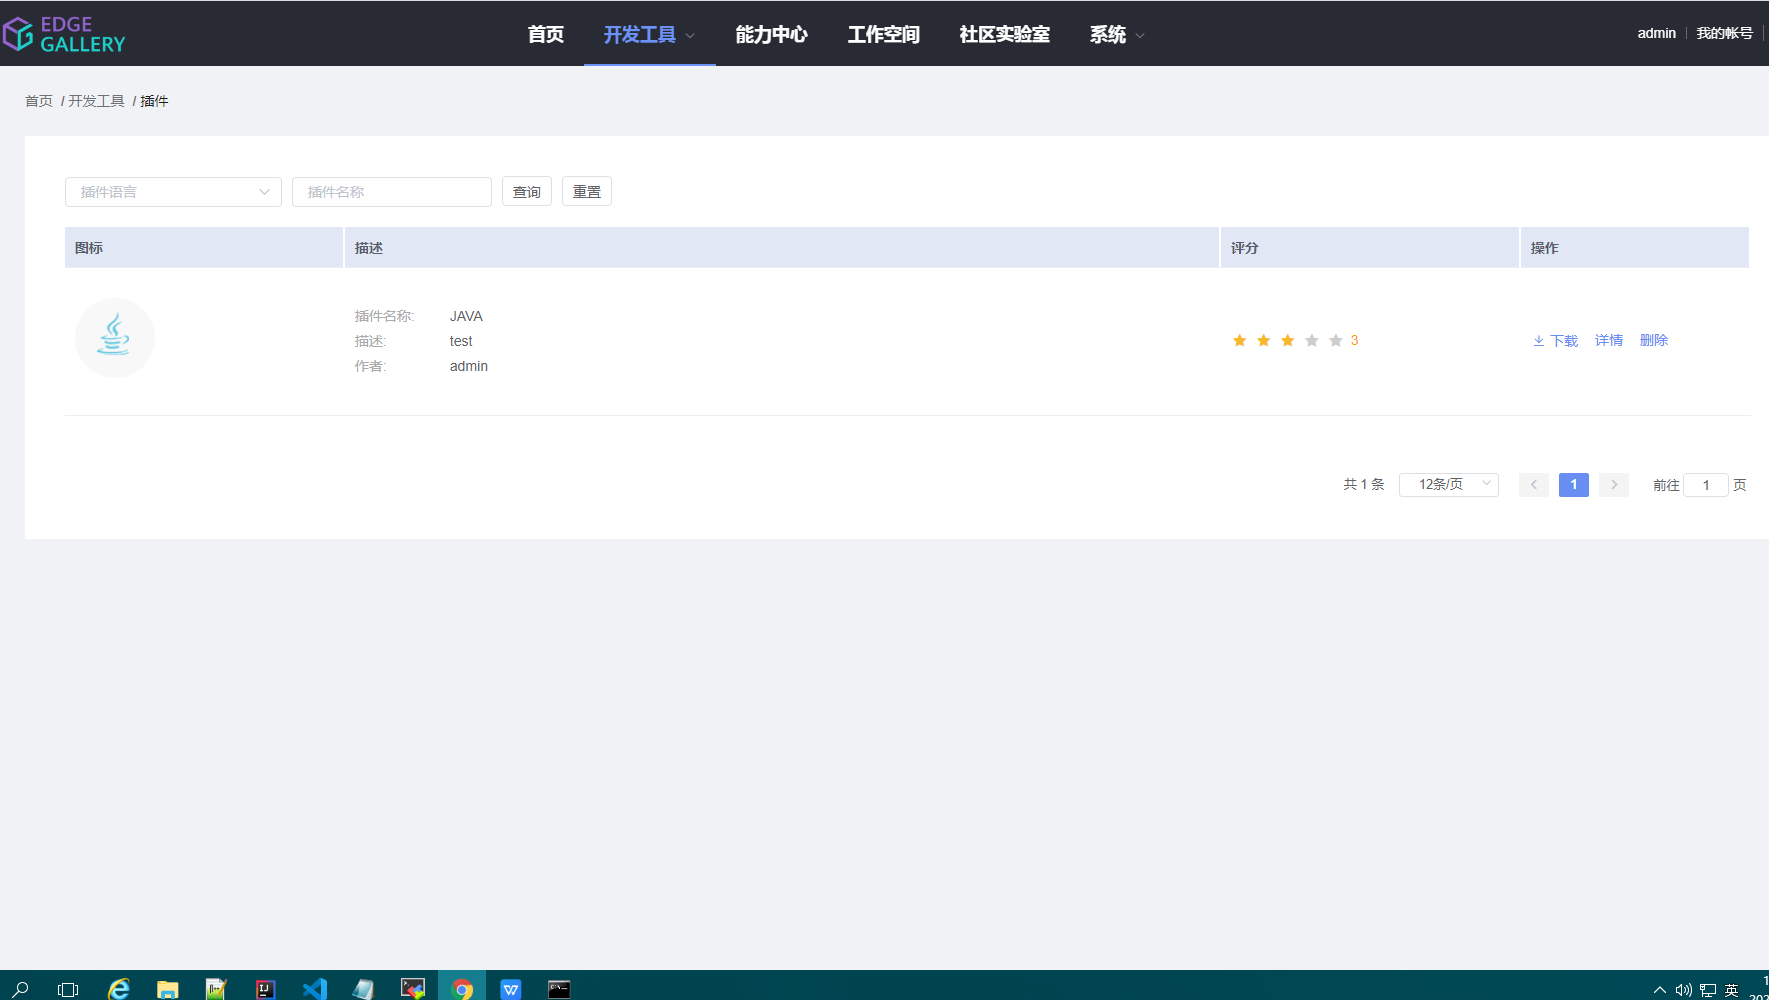 EDGE
GALLERY
首页 开发工具 能力中心 工作空间 社区实验室 系统
admin 我的帐号
首页 / 开发工具 / 插件
插件语言 插件名称 查询 重置
图标 描述 评分 操作
插件名称: JAVA
描述: test
作者: admin
3
下载 详情 删除
共 1 条 12条/页 1 前往 1 页
英